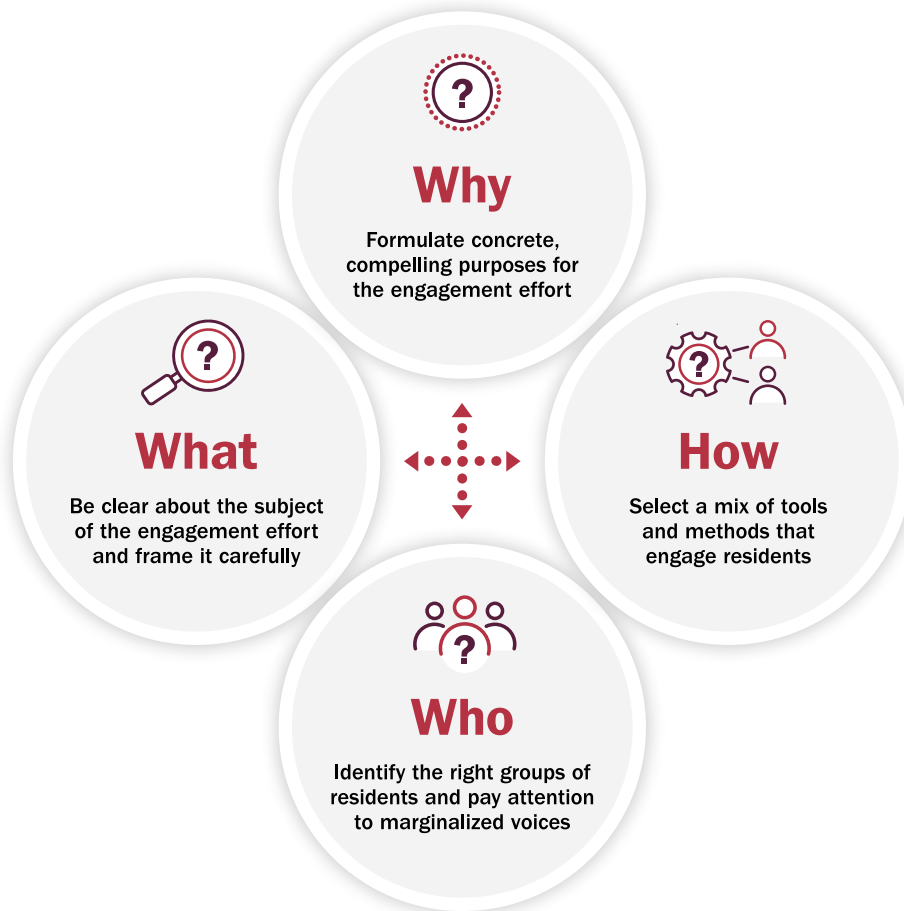 ?
Why
Formulate concrete,
compelling purposes for
the engagement effort
?
What
Be clear about the subject
of the engagement effort
and frame it carefully
?
How
Select a mix of tools
and methods that
engage residents
?
Who
Identify the right groups of
residents and pay attention
to marginalized voices